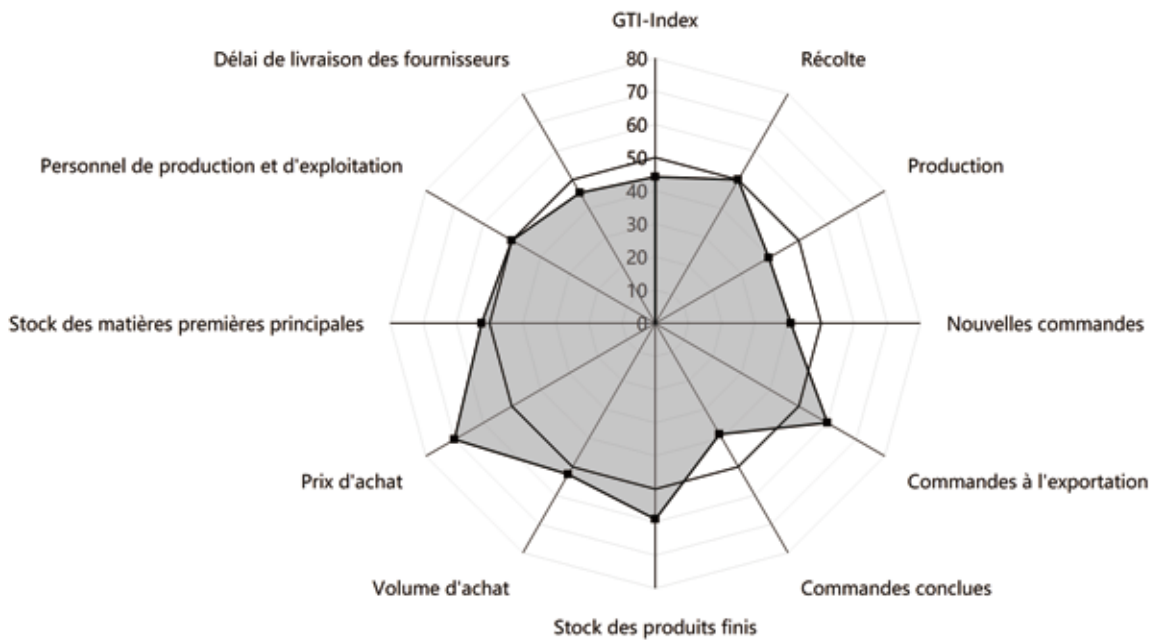 GTI-Index
Délai de livraison des fournisseurs
Récolte
80
70
60
50
40
30
20
10
0
Personnel de production et d'exploitation
Production
Stock des matières premières principales
Nouvelles commandes
Prix d'achat
Commandes à l'exportation
Volume d'achat
Commandes conclues
Stock des produits finis